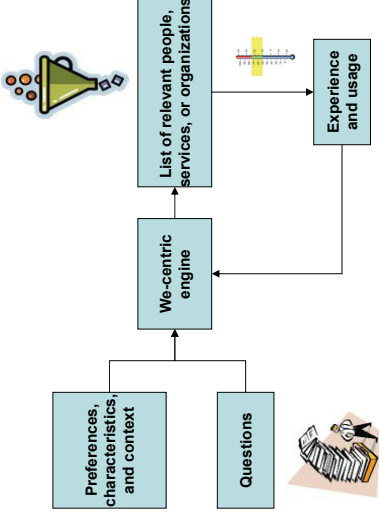 Preferences,
characteristics,
and context
Questions
We-centric
engine
List of relevant people,
services, or organizations
Experience
and usage